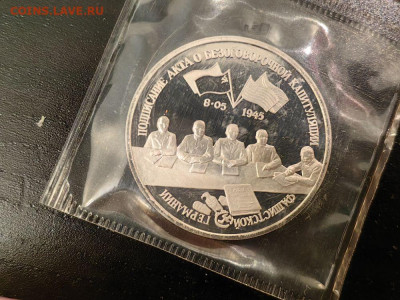 COINS.LAVE.RU
ПОДПИСАНИЕ АКТА О БЕЗОГОВОРОЧНОЙ КАПИТУЛЯЦИИ
8·05
1945
ФАШИСТСКОЙ ГЕРМАНИИ